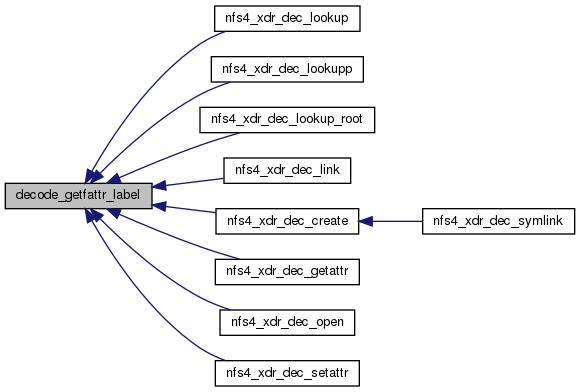 nfs4_xdr_dec_lookup
nfs4_xdr_dec_lookupp
nfs4_xdr_dec_lookup_root
nfs4_xdr_dec_link
decode_getfattr_label
nfs4_xdr_dec_create
nfs4_xdr_dec_symlink
nfs4_xdr_dec_getattr
nfs4_xdr_dec_open
nfs4_xdr_dec_setattr